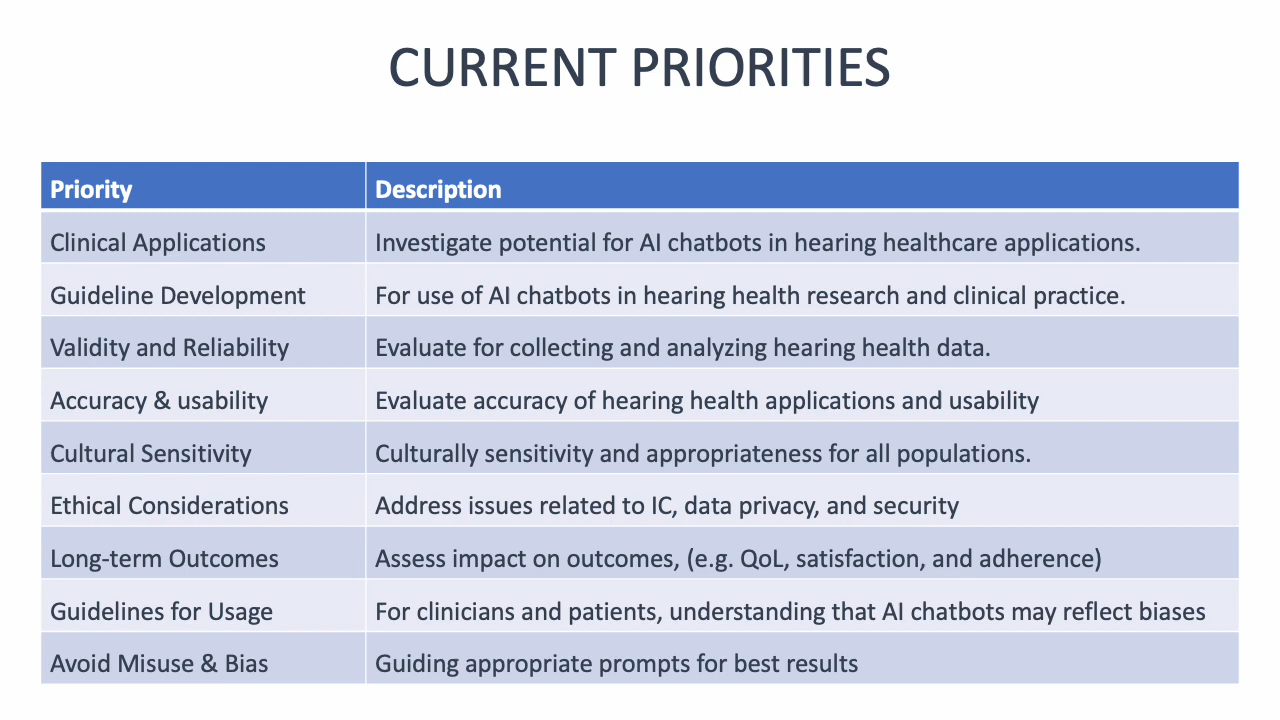 CURRENT PRIORITIES
Priority Description
Clinical Applications Investigate potential for AI chatbots in hearing healthcare applications.
Guideline Development For use of AI chatbots in hearing health research and clinical practice.
Validity and Reliability Evaluate for collecting and analyzing hearing health data.
Accuracy & usability Evaluate accuracy of hearing health applications and usability
Cultural Sensitivity Culturally sensitivity and appropriateness for all populations.
Ethical Considerations Address issues related to IC, data privacy, and security
Long-term Outcomes Assess impact on outcomes, (e.g. QoL, satisfaction, and adherence)
Guidelines for Usage For clinicians and patients, understanding that AI chatbots may reflect biases
Avoid Misuse & Bias Guiding appropriate prompts for best results